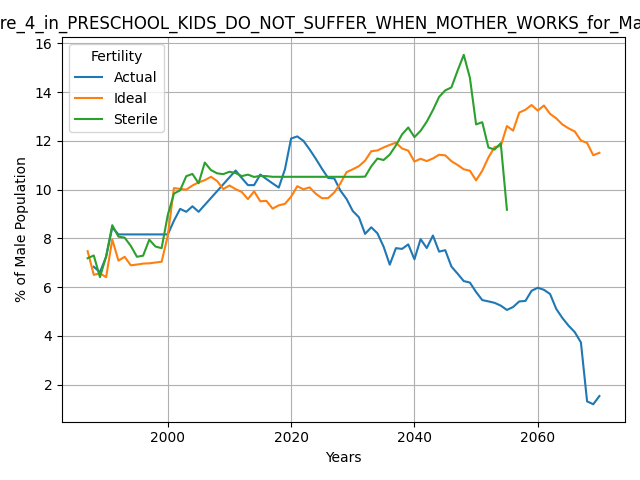 re_4_in_PRESCHOOL_KIDS_DO_NOT_SUFFER_WHEN_MOTHER_WORKS_for_Ma
Fertility
Actual
Ideal
Sterile
16
14
12
10
8
6
4
2
% of Male Population
2000
2020
2040
2060
Years